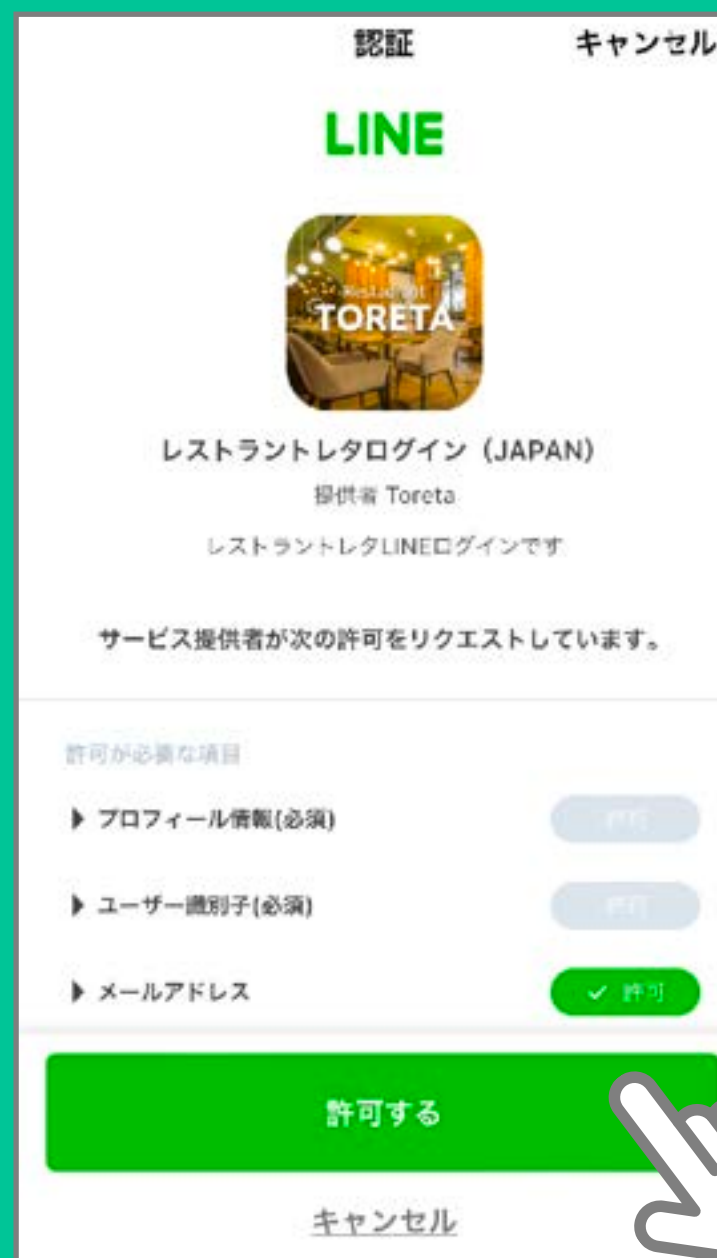 認証
キャンセル
LINE
Restaurant
TORETA
レストラントレタログイン（JAPAN）
提供者 Toreta
レストラントレタLINEログインです
サービス提供者が次の許可をリクエストしています。
許可が必要な項目
プロフィール情報(必須)
許可
ユーザー識別子(必須)
許可
メールアドレス
✓ 許可
許可する
キャンセル